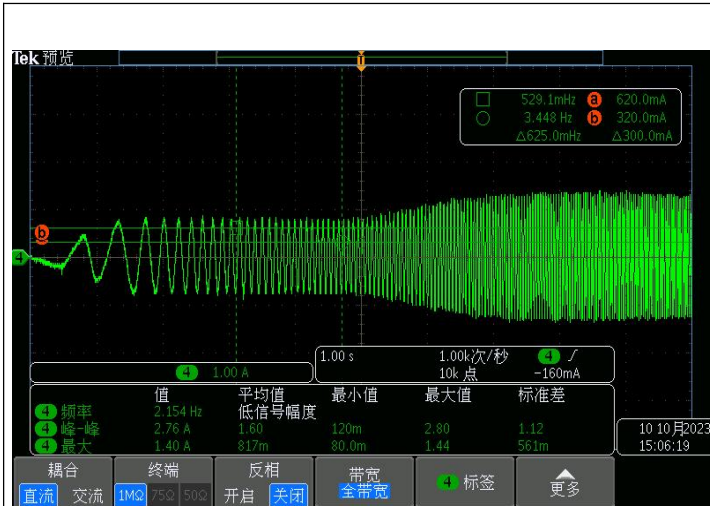 Tek 预览
T
529.1mHz a 620.0mA
3.448 Hz b 320.0mA
△625.0mHz △300.0mA
b
4
4 1.00 A
1.00 s 1.00k次/秒 4
10k 点 -160mA
值 平均值 最小值 最大值 标准差
4 频率 2.154 Hz 低信号幅度
4 峰-峰 2.76 A 1.60 120m 2.80 1.12
4 最大 1.40 A 817m 80.0m 1.44 561m
10 10月2023
15:06:19
耦合 终端 反相 带宽 4 标签 更多
直流 交流 1MΩ 75Ω 50Ω 开启 关闭 全带宽